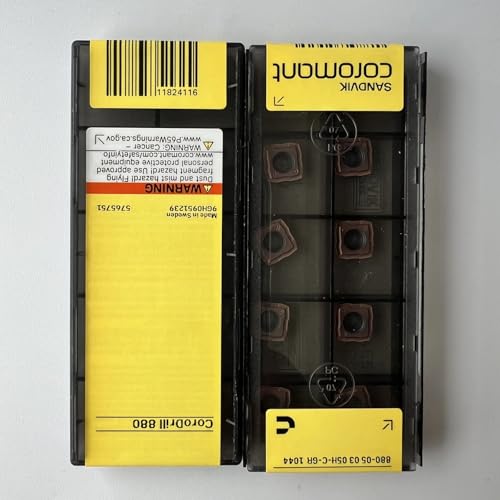 CoroDrill 880
Made in Sweden
9GH0951239
5765751
WARNING
Dust and mist hazard! Flying
fragment hazard! Use approved
personal protective equipment
www.coromant.com/safetyinfo
WARNING: Cancer –
www.P65Warnings.ca.gov
11824116
880-05 03 05H-C-GR 1044
PC
SANDVIK
coromant